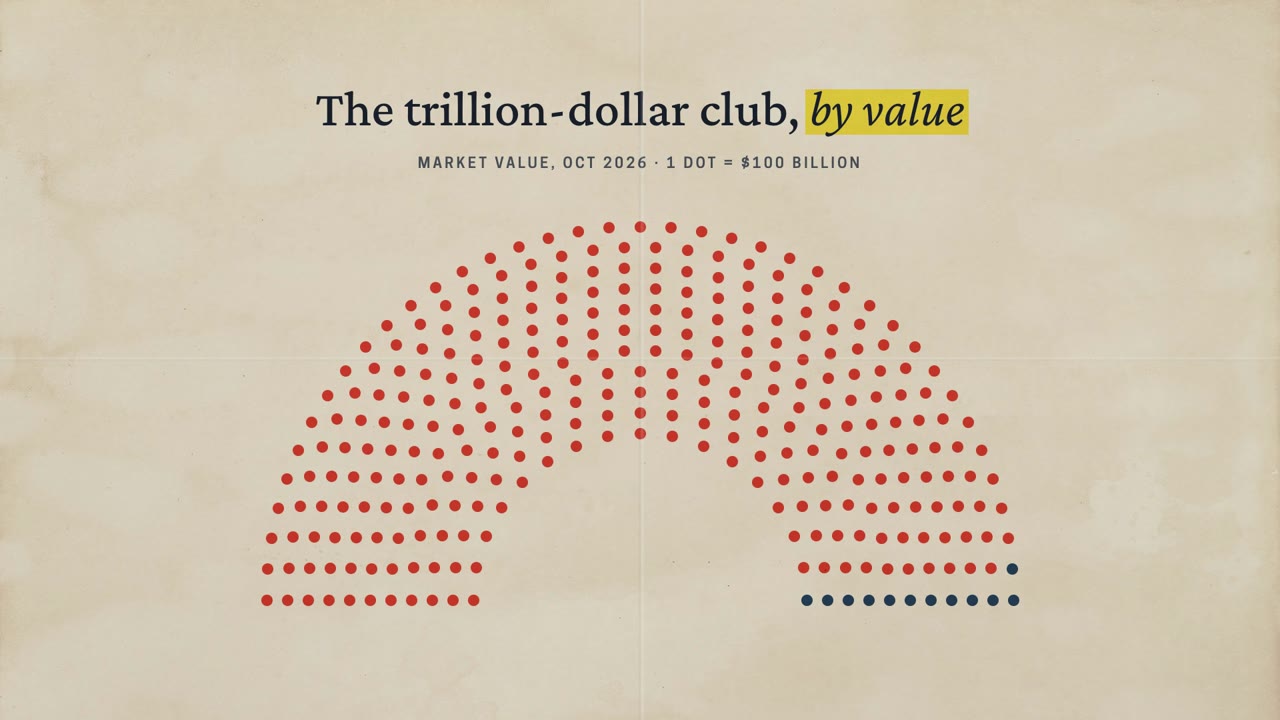 The trillion-dollar club, by value
MARKET VALUE, OCT 2026 · 1 DOT = $100 BILLION